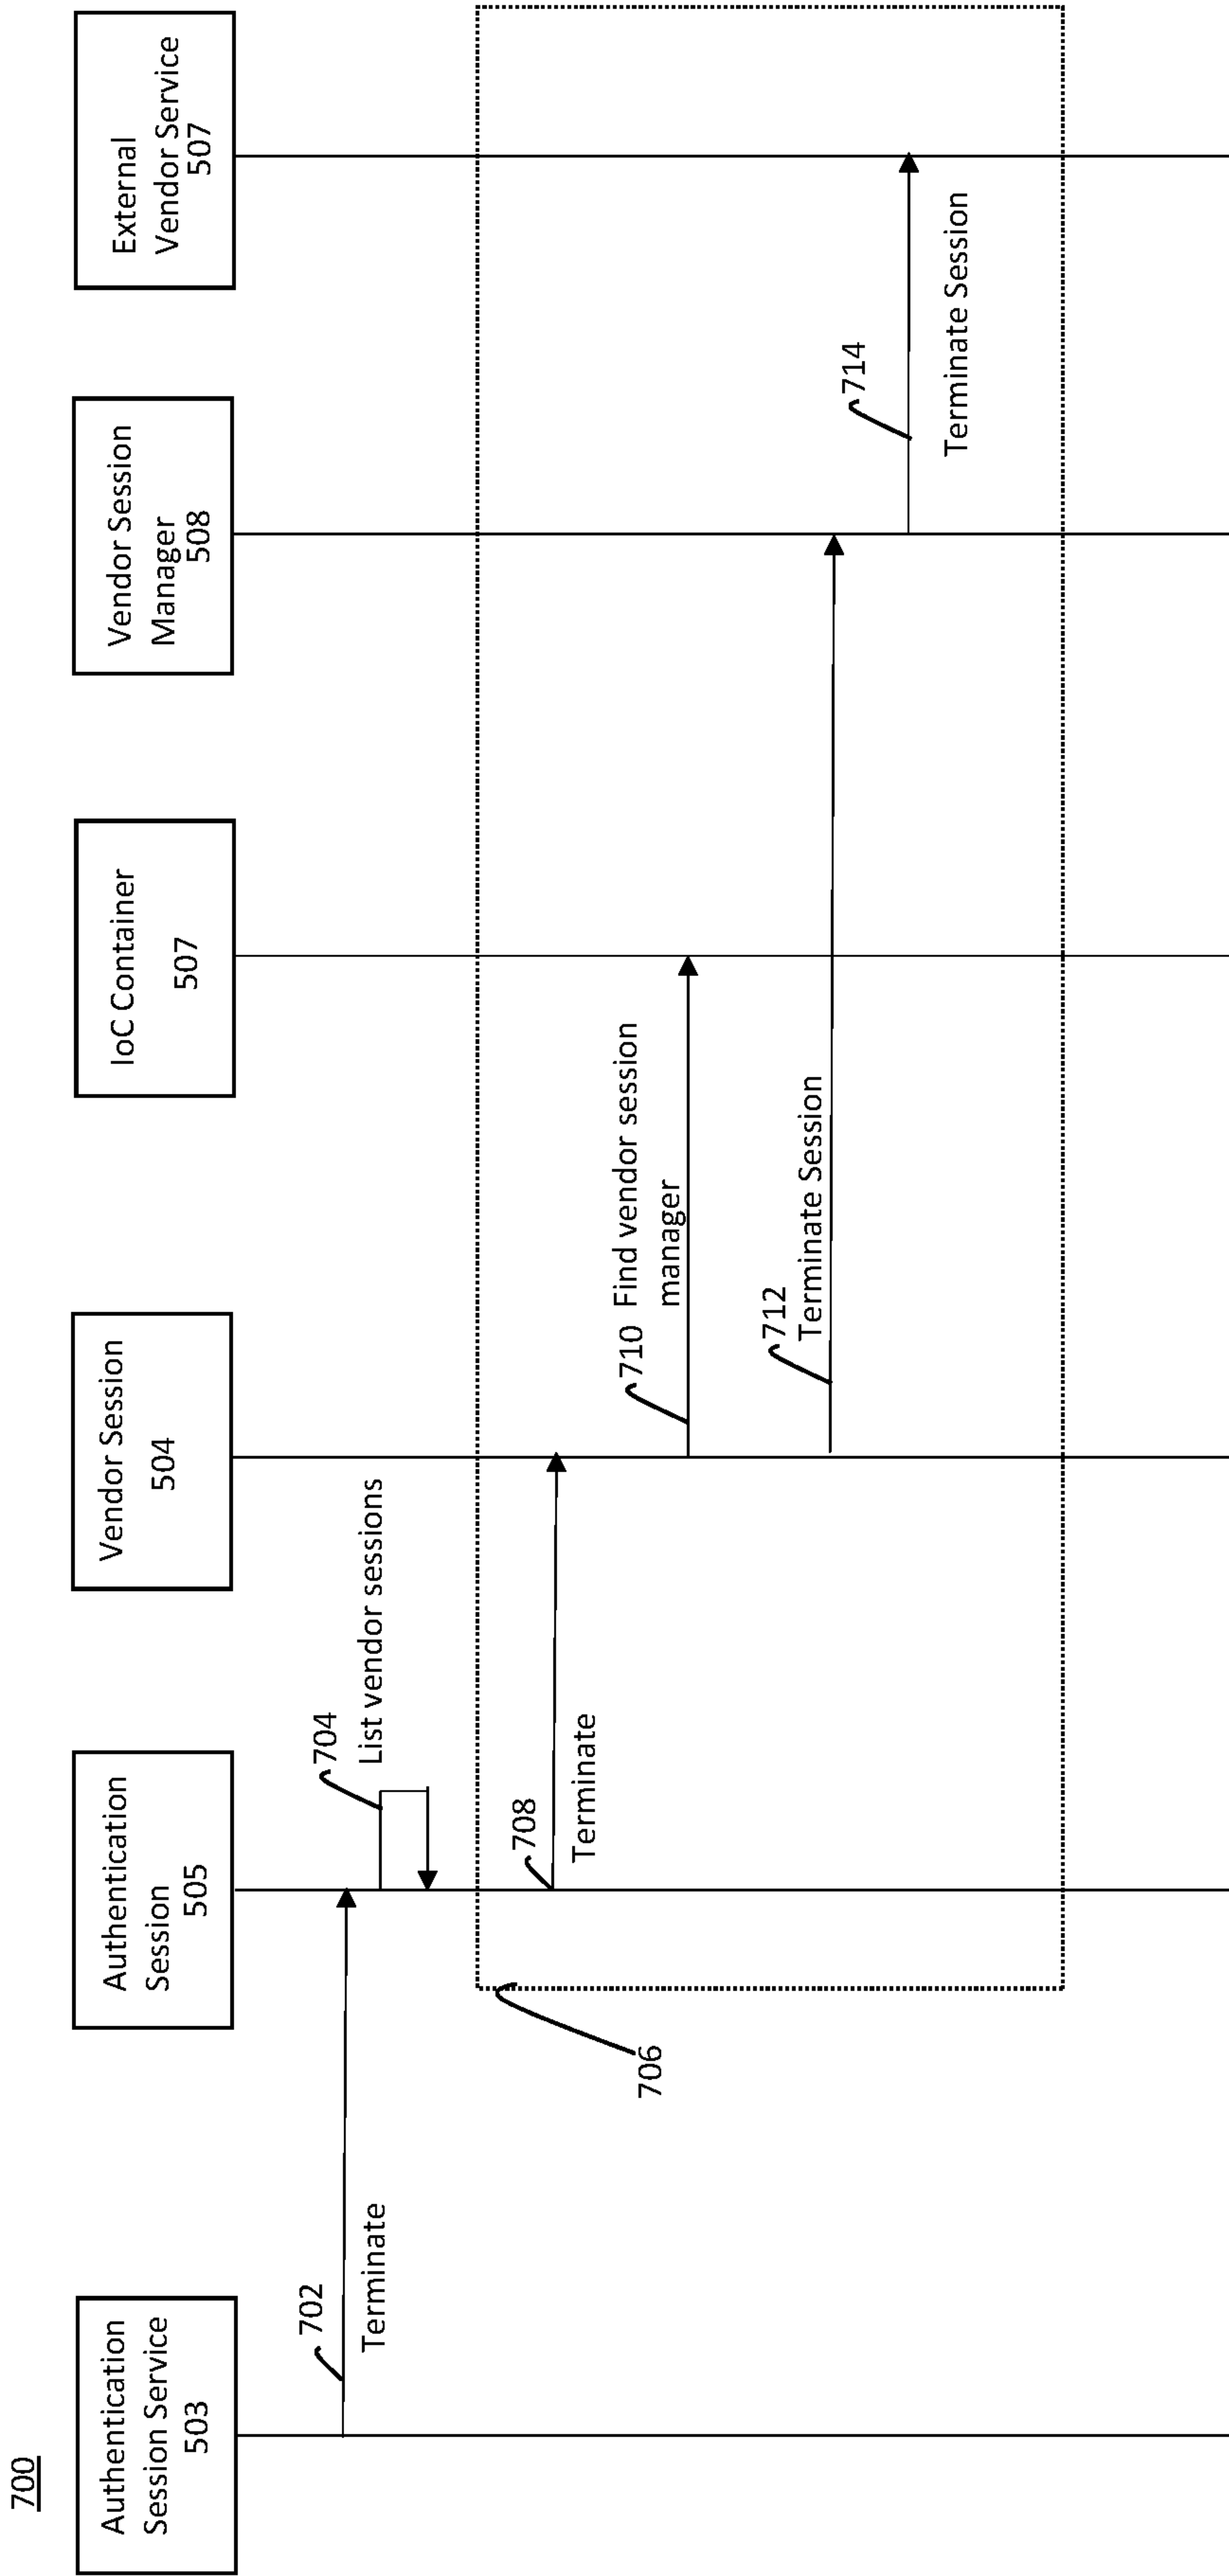 700
Authentication
Session Service
503
Authentication
Session
505
Vendor Session
504
IoC Container
507
Vendor Session
Manager
508
External
Vendor Service
507
702
Terminate
704
List vendor sessions
706
708
Terminate
710 Find vendor session
manager
712
Terminate Session
714
Terminate Session